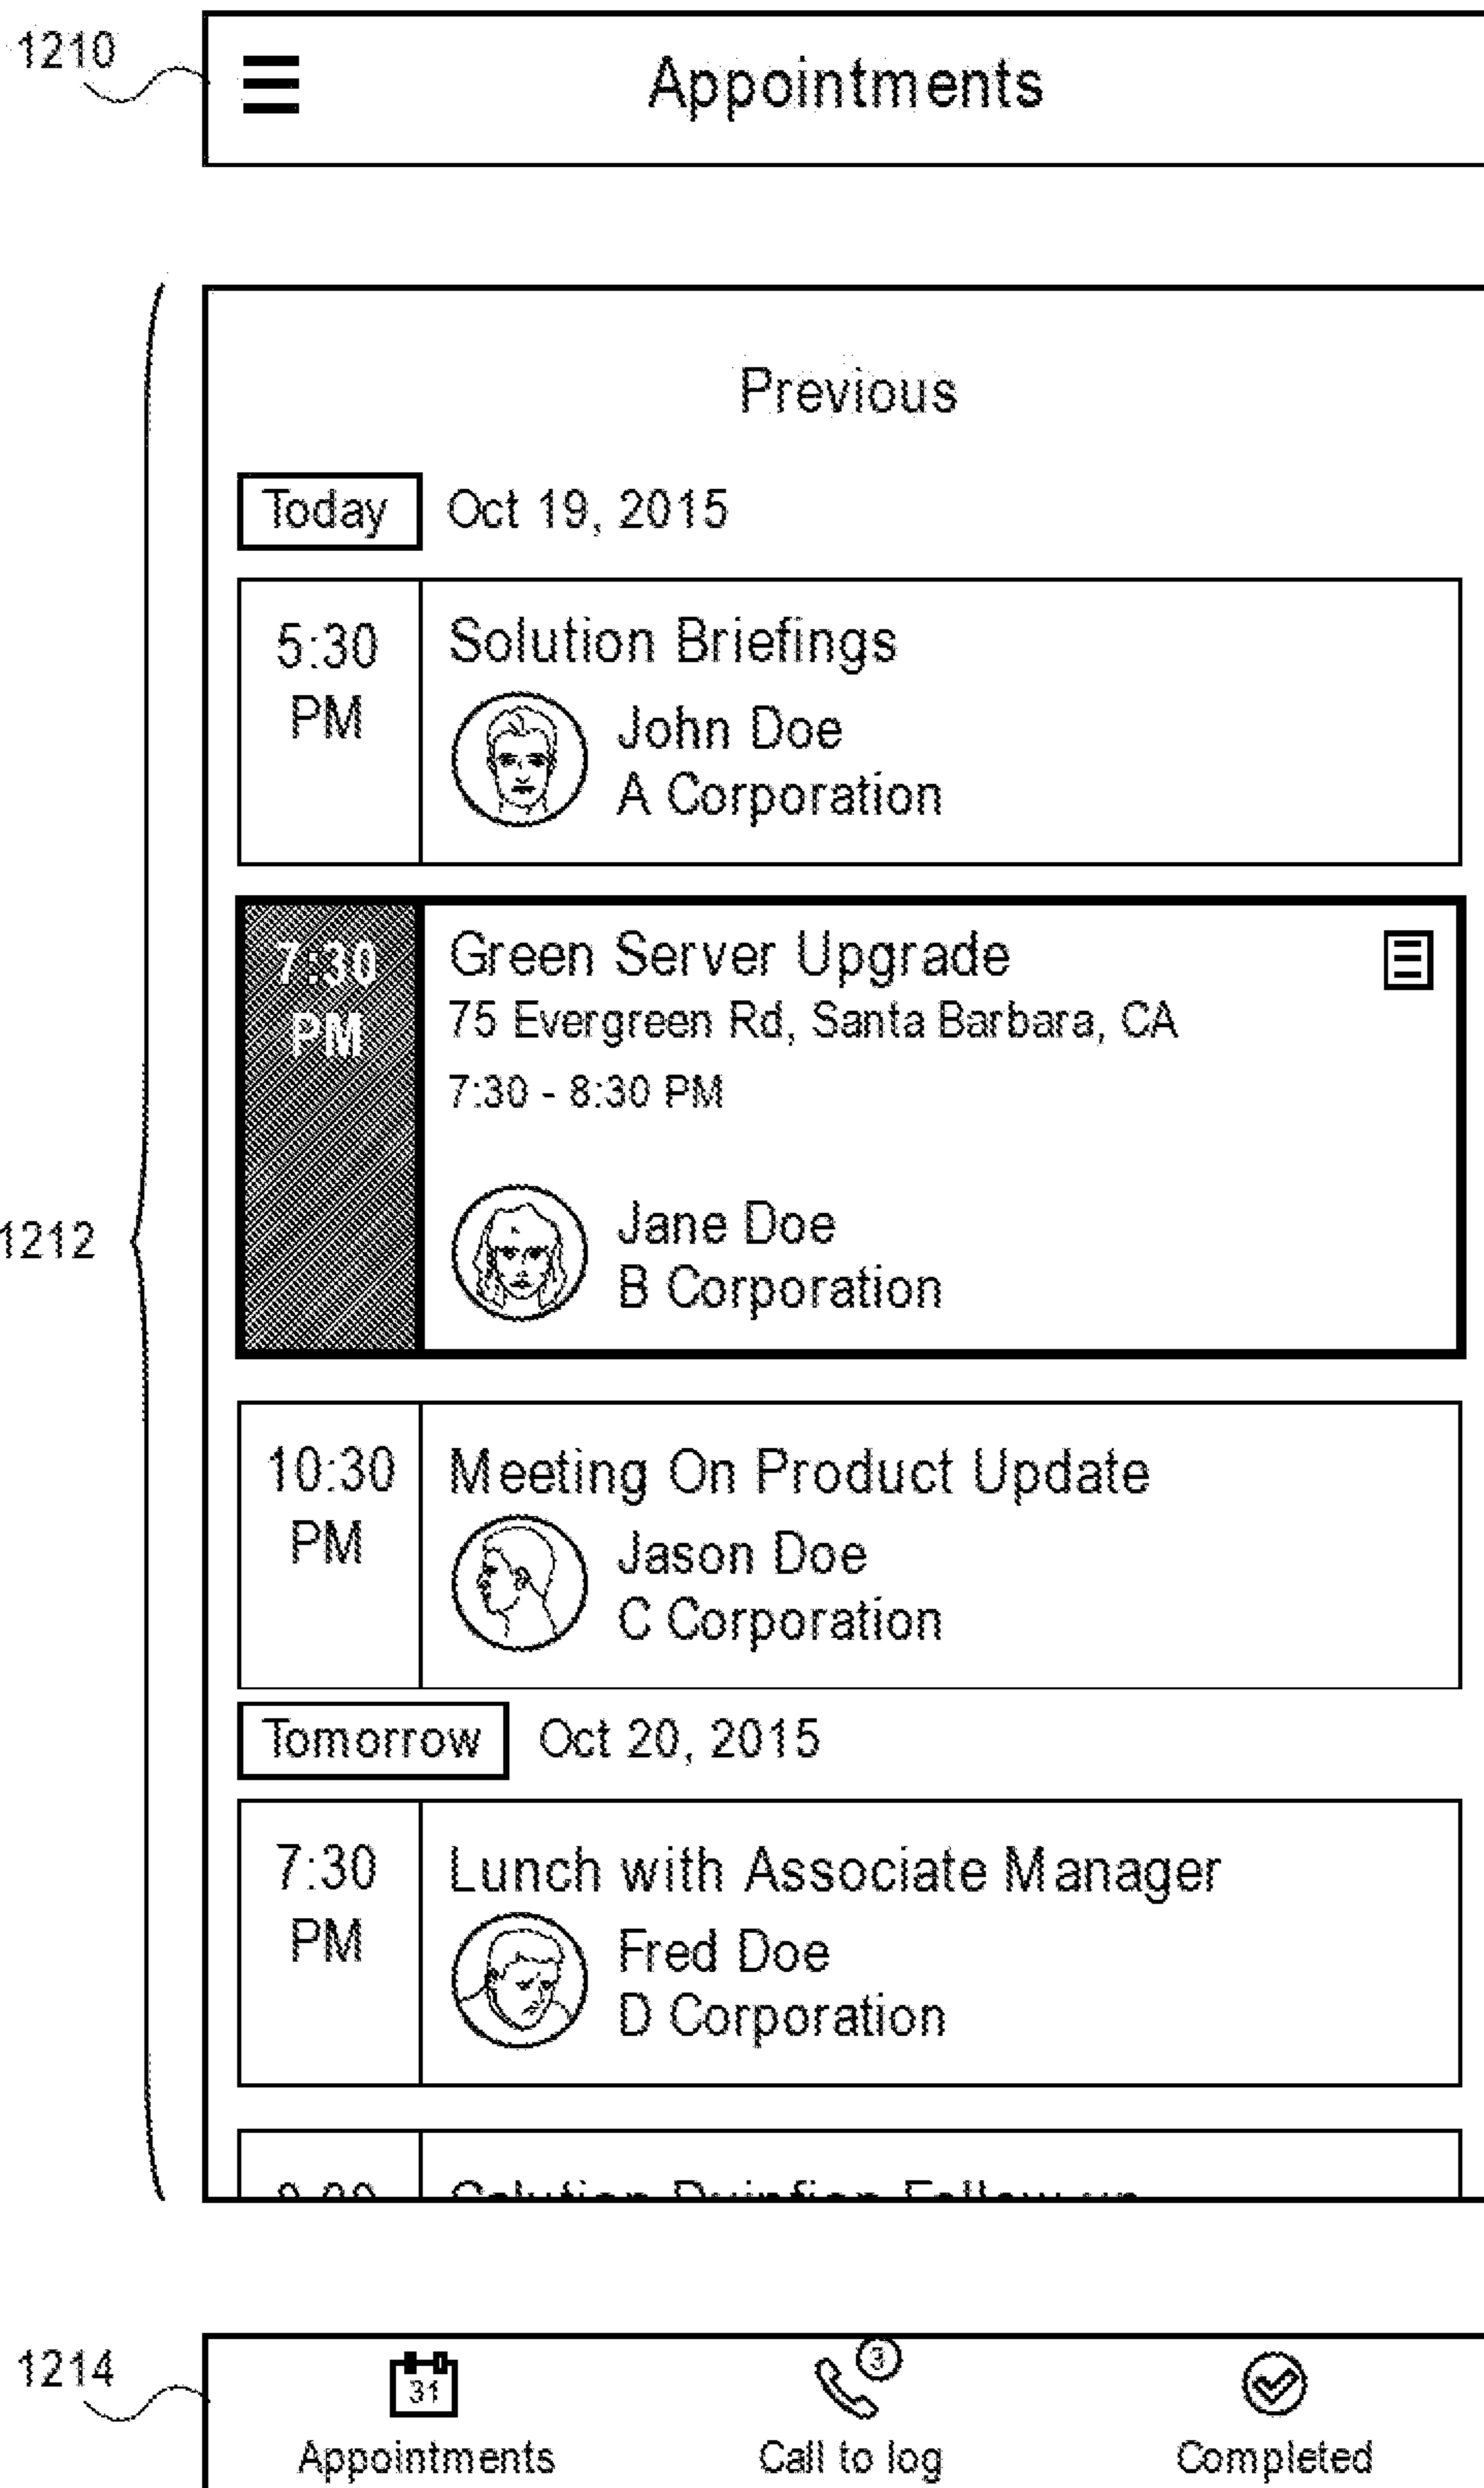 1210
Appointments
Previous
Today Oct 19, 2015
5:30
PM
Solution Briefings
John Doe
A Corporation
7:30
PM
Green Server Upgrade
75 Evergreen Rd, Santa Barbara, CA
7:30 - 8:30 PM
Jane Doe
B Corporation
1212
10:30
PM
Meeting On Product Update
Jason Doe
C Corporation
Tomorrow Oct 20, 2015
7:30
PM
Lunch with Associate Manager
Fred Doe
D Corporation
1214
31
3
Appointments
Call to log
Completed